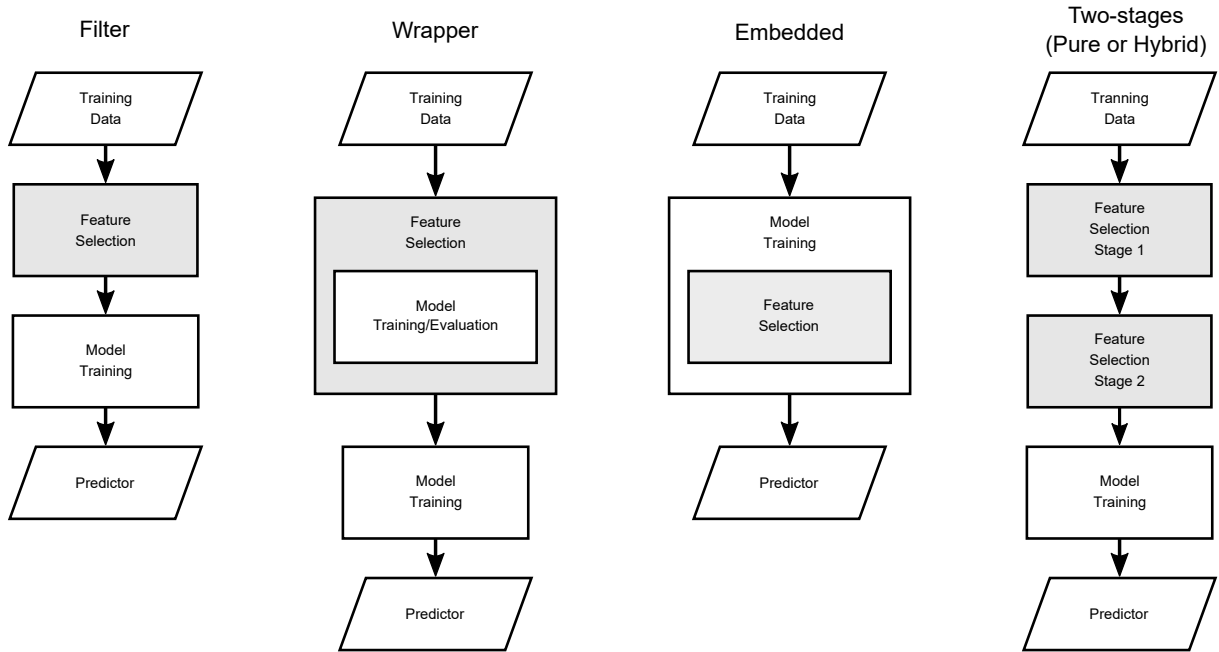 Filter
Training
Data
Feature
Selection
Model
Training
Predictor
Wrapper
Training
Data
Feature
Selection
Model
Training/Evaluation
Model
Training
Predictor
Embedded
Training
Data
Model
Training
Feature
Selection
Predictor
Two-stages
(Pure or Hybrid)
Tranning
Data
Feature
Selection
Stage 1
Feature
Selection
Stage 2
Model
Training
Predictor